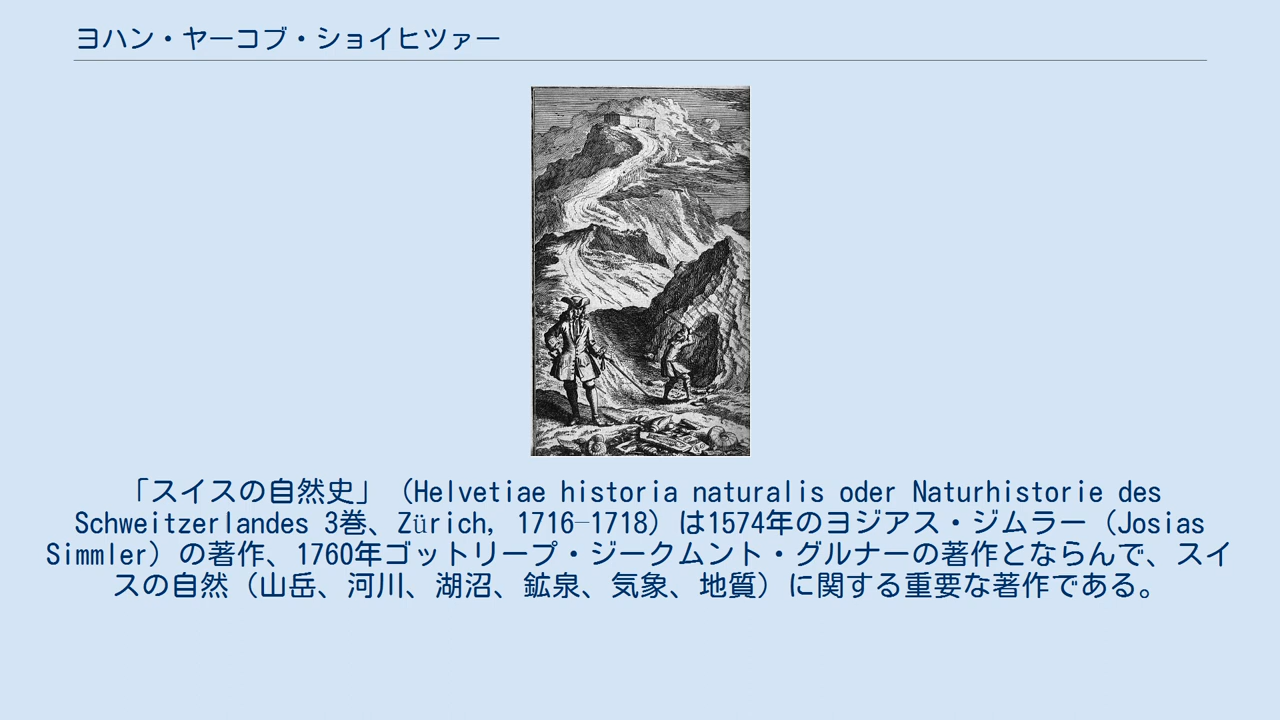 ヨハン・ヤーコブ・ショイヒツァー
「スイスの自然史」（Helvetiae historia naturalis oder Naturhistorie des
Schweitzerlandes 3巻、Zürich, 1716–1718）は1574年のヨジアス・ジムラー（Josias
Simmler）の著作、1760年ゴットリープ・ジークムント・グルナーの著作とならんで、スイ
スの自然（山岳、河川、湖沼、鉱泉、気象、地質）に関する重要な著作である。